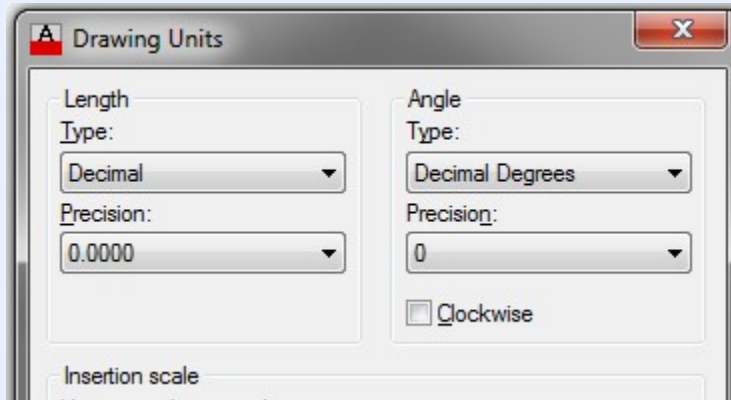 A Drawing Units
Length
Type:
Decimal
Precision:
0.0000
Angle
Type:
Decimal Degrees
Precision:
0
Clockwise
Insertion scale